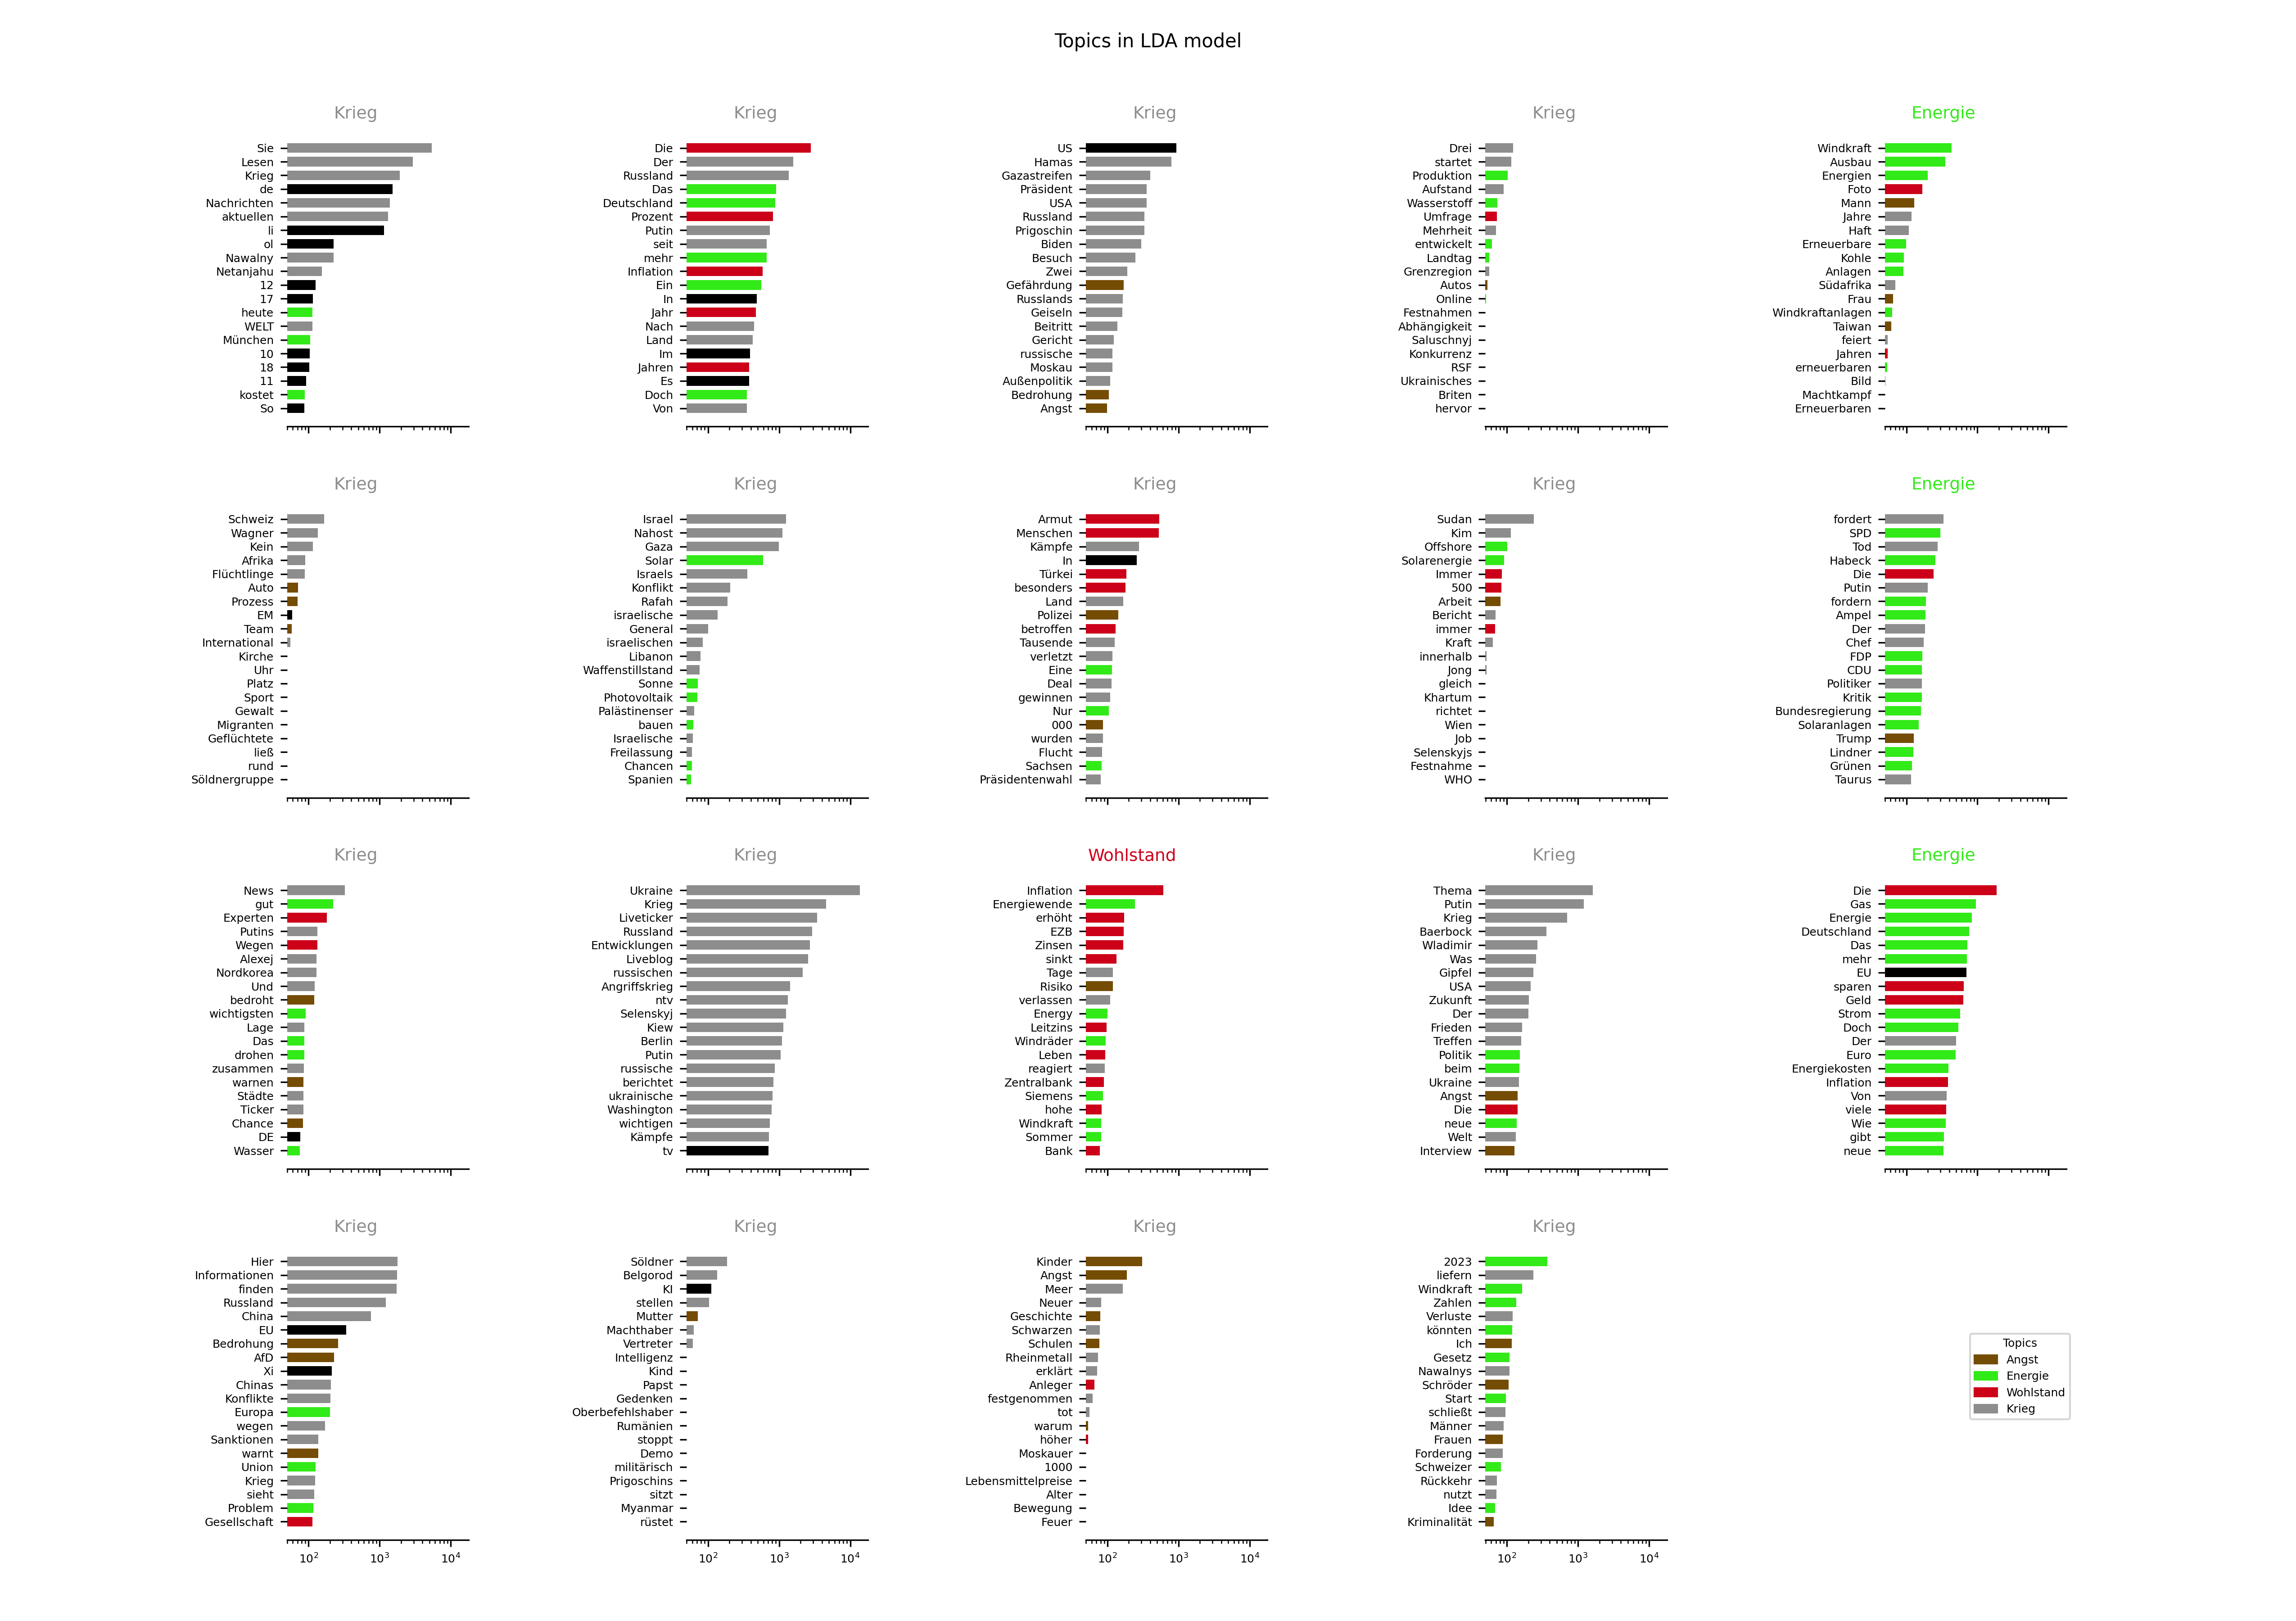 Topics in LDA model
Krieg
Sie
Lesen
Krieg
de
Nachrichten
aktuellen
li
ol
Nawalny
Netanjahu
12
17
heute
WELT
München
10
18
11
kostet
So
Krieg
Die
Der
Russland
Das
Deutschland
Prozent
Putin
seit
mehr
Inflation
Ein
In
Jahr
Nach
Land
Im
Jahren
Es
Doch
Von
Krieg
US
Hamas
Gazastreifen
Präsident
USA
Russland
Prigoschin
Biden
Besuch
Zwei
Gefährdung
Russlands
Geiseln
Beitritt
Gericht
russische
Moskau
Außenpolitik
Bedrohung
Angst
Krieg
Drei
startet
Produktion
Aufstand
Wasserstoff
Umfrage
Mehrheit
entwickelt
Landtag
Grenzregion
Autos
Online
Festnahmen
Abhängigkeit
Saluschnyj
Konkurrenz
RSF
Ukrainisches
Briten
hervor
Energie
Windkraft
Ausbau
Energien
Foto
Mann
Jahre
Haft
Erneuerbare
Kohle
Anlagen
Südafrika
Frau
Windkraftanlagen
Taiwan
feiert
Jahren
erneuerbaren
Bild
Machtkampf
Erneuerbaren
Krieg
Schweiz
Wagner
Kein
Afrika
Flüchtlinge
Auto
Prozess
EM
Team
International
Kirche
Uhr
Platz
Sport
Gewalt
Migranten
Geflüchtete
ließ
rund
Söldnergruppe
Krieg
Israel
Nahost
Gaza
Solar
Israels
Konflikt
Rafah
israelische
General
israelischen
Libanon
Waffenstillstand
Sonne
Photovoltaik
Palästinenser
bauen
Israelische
Freilassung
Chancen
Spanien
Krieg
Armut
Menschen
Kämpfe
In
Türkei
besonders
Land
Polizei
betroffen
Tausende
verletzt
Eine
Deal
gewinnen
Nur
000
wurden
Flucht
Sachsen
Präsidentenwahl
Krieg
Sudan
Kim
Offshore
Solarenergie
Immer
500
Arbeit
Bericht
immer
Kraft
innerhalb
Jong
gleich
Khartum
richtet
Wien
Job
Selenskyjs
Festnahme
WHO
Energie
fordert
SPD
Tod
Habeck
Die
Putin
fordern
Ampel
Der
Chef
FDP
CDU
Politiker
Kritik
Bundesregierung
Solaranlagen
Trump
Lindner
Grünen
Taurus
Krieg
News
gut
Experten
Putins
Wegen
Alexej
Nordkorea
Und
bedroht
wichtigsten
Lage
Das
drohen
zusammen
warnen
Städte
Ticker
Chance
DE
Wasser
Krieg
Ukraine
Krieg
Liveticker
Russland
Entwicklungen
Liveblog
russischen
Angriffskrieg
ntv
Selenskyj
Kiew
Berlin
Putin
russische
berichtet
ukrainische
Washington
wichtigen
Kämpfe
tv
Wohlstand
Inflation
Energiewende
erhöht
EZB
Zinsen
sinkt
Tage
Risiko
verlassen
Energy
Leitzins
Windräder
Leben
reagiert
Zentralbank
Siemens
hohe
Windkraft
Sommer
Bank
Krieg
Thema
Putin
Krieg
Baerbock
Wladimir
Was
Gipfel
USA
Zukunft
Der
Frieden
Treffen
Politik
beim
Ukraine
Angst
Die
neue
Welt
Interview
Energie
Die
Gas
Energie
Deutschland
Das
mehr
EU
sparen
Geld
Strom
Doch
Der
Euro
Energiekosten
Inflation
Von
viele
Wie
gibt
neue
Krieg
Hier
Informationen
finden
Russland
China
EU
Bedrohung
AfD
Xi
Chinas
Konflikte
Europa
wegen
Sanktionen
warnt
Union
Krieg
sieht
Problem
Gesellschaft
10² 10³ 10⁴
Krieg
Söldner
Belgorod
KI
stellen
Mutter
Machthaber
Vertreter
Intelligenz
Kind
Papst
Gedenken
Oberbefehlshaber
Rumänien
stoppt
Demo
militärisch
Prigoschins
sitzt
Myanmar
rüstet
10² 10³ 10⁴
Krieg
Kinder
Angst
Meer
Neuer
Geschichte
Schwarzen
Schulen
Rheinmetall
erklärt
Anleger
festgenommen
tot
warum
höher
Moskauer
1000
Lebensmittelpreise
Alter
Bewegung
Feuer
10² 10³ 10⁴
Krieg
2023
liefern
Windkraft
Zahlen
Verluste
könnten
Ich
Gesetz
Nawalnys
Schröder
Start
schließt
Männer
Frauen
Forderung
Schweizer
Rückkehr
nutzt
Idee
Kriminalität
10² 10³ 10⁴
Topics
Angst
Energie
Wohlstand
Krieg